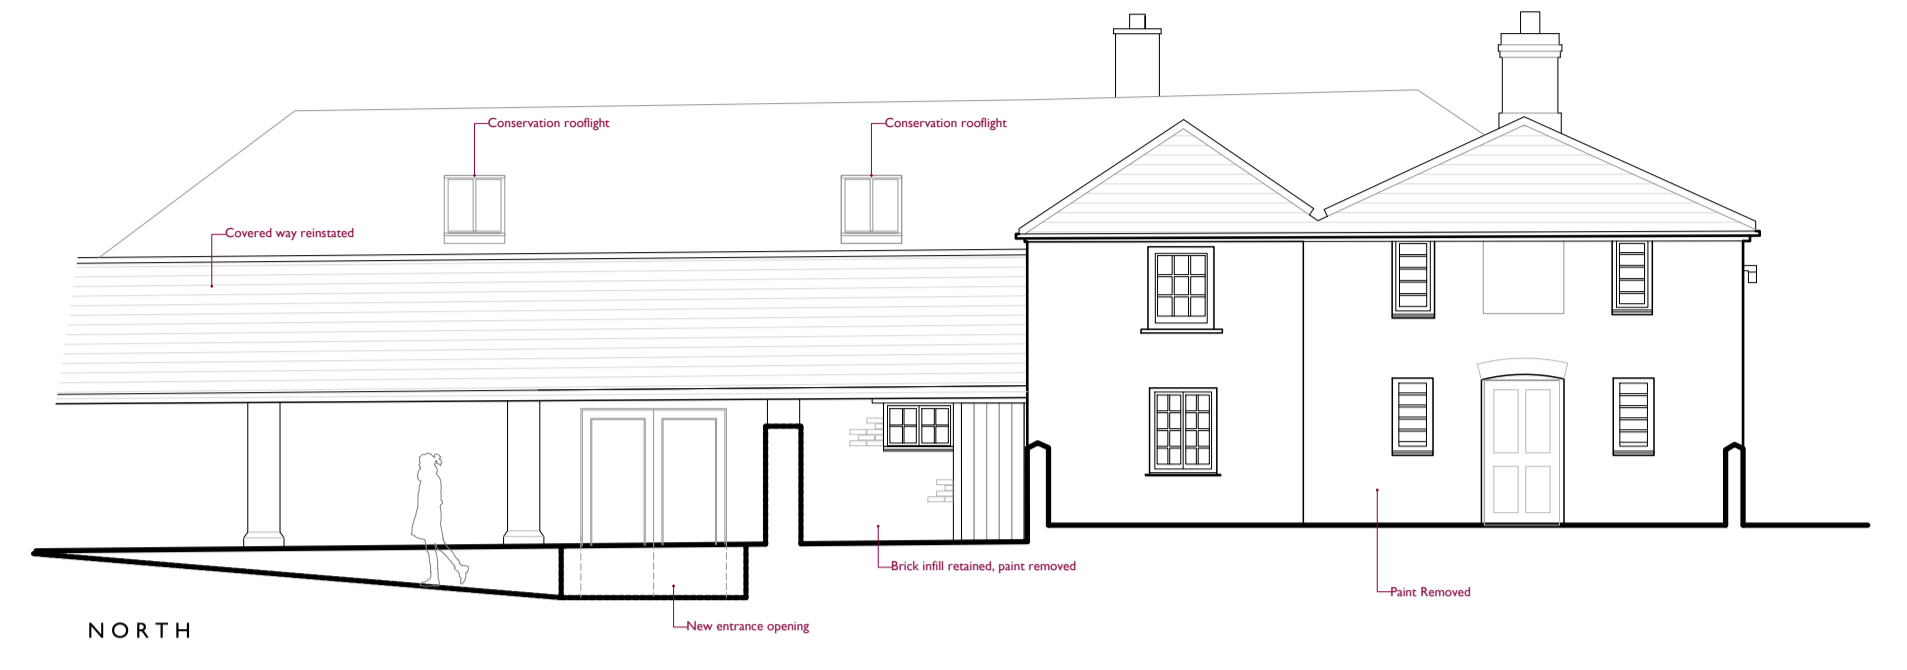 Conservation rooflight
Conservation rooflight
Covered way reinstated
Brick infill retained, paint removed
Paint Removed
New entrance opening
NORTH